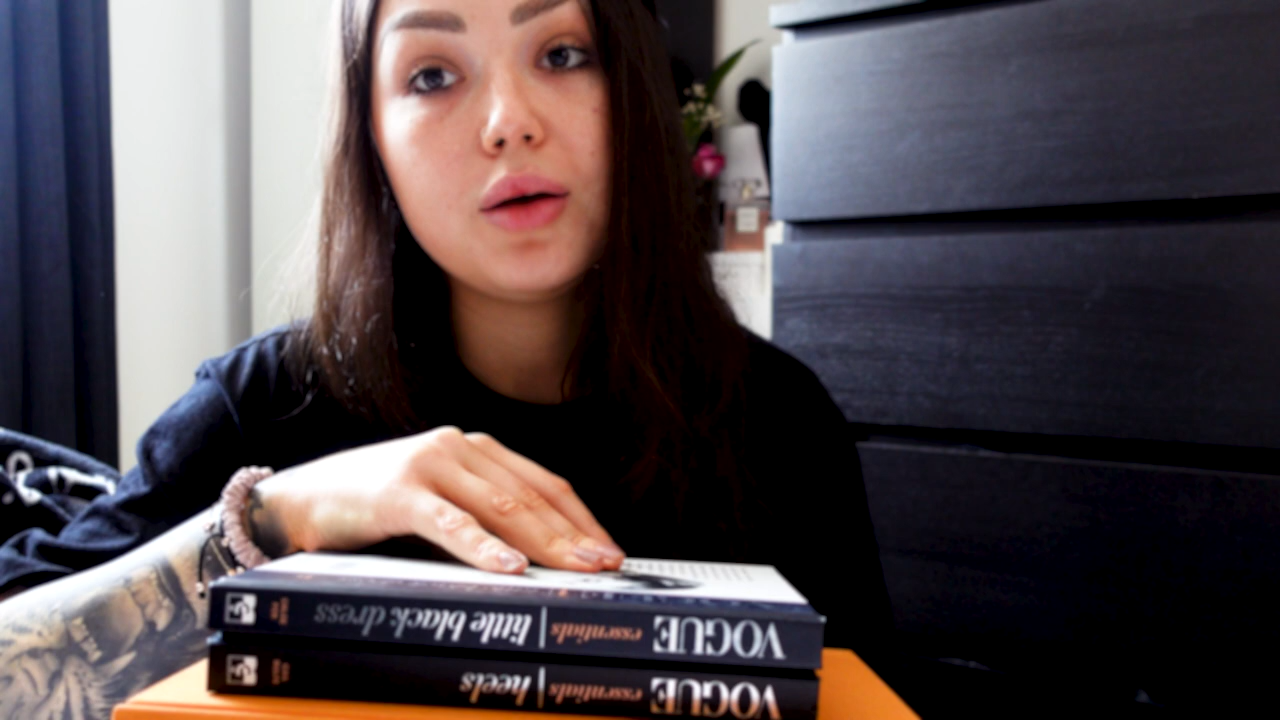 VOGUE essentials | little black dress
VOGUE essentials | heels